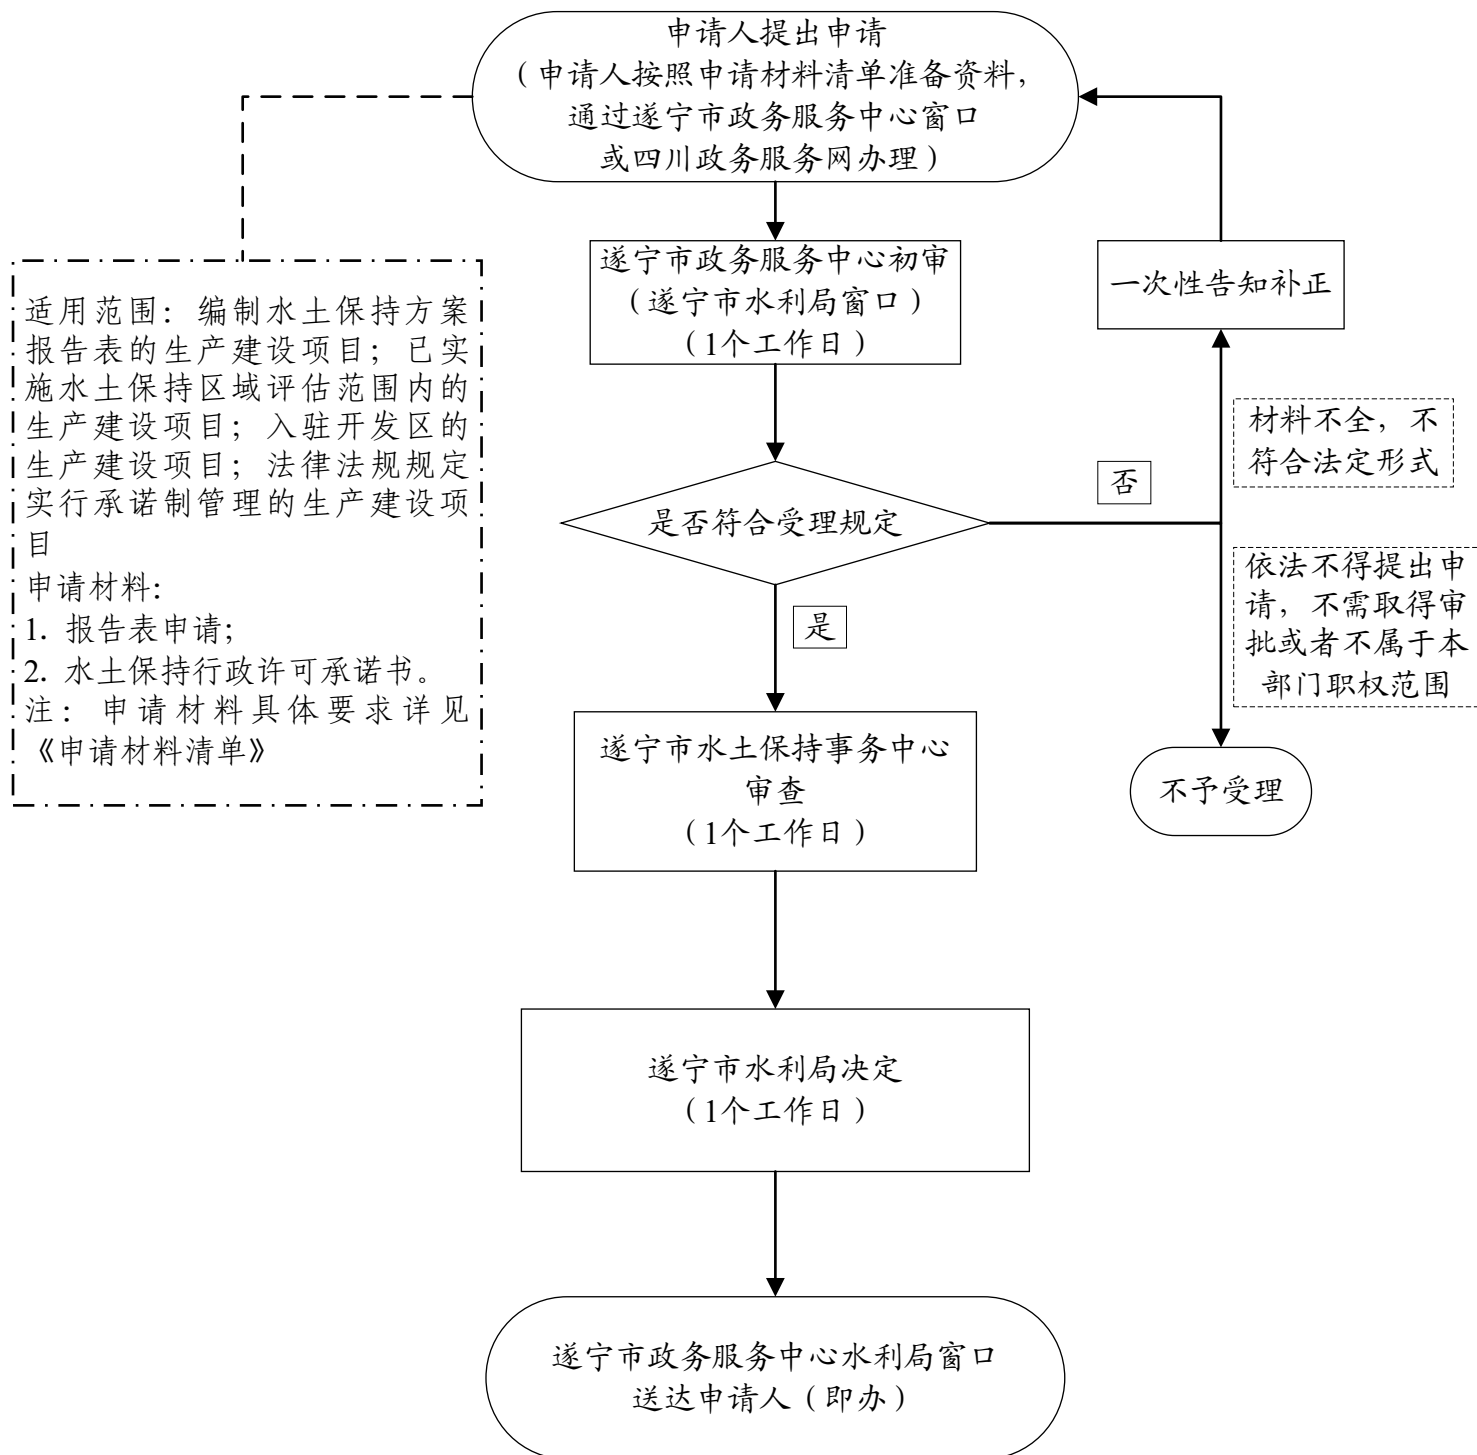 申请人提出申请
（申请人按照申请材料清单准备资料，
通过遂宁市政务服务中心窗口
或四川政务服务网办理）
遂宁市政务服务中心初审
（遂宁市水利局窗口）
（1个工作日）
一次性告知补正
适用范围：编制水土保持方案
报告表的生产建设项目；已实
施水土保持区域评估范围内的
生产建设项目；入驻开发区的
生产建设项目；法律法规规定
实行承诺制管理的生产建设项
目
申请材料：
1. 报告表申请；
2. 水土保持行政许可承诺书。
注：申请材料具体要求详见
《申请材料清单》
材料不全，不
符合法定形式
否
是否符合受理规定
依法不得提出申
请，不需取得审
批或者不属于本
部门职权范围
是
遂宁市水土保持事务中心
审查
（1个工作日）
不予受理
遂宁市水利局决定
（1个工作日）
遂宁市政务服务中心水利局窗口
送达申请人（即办）